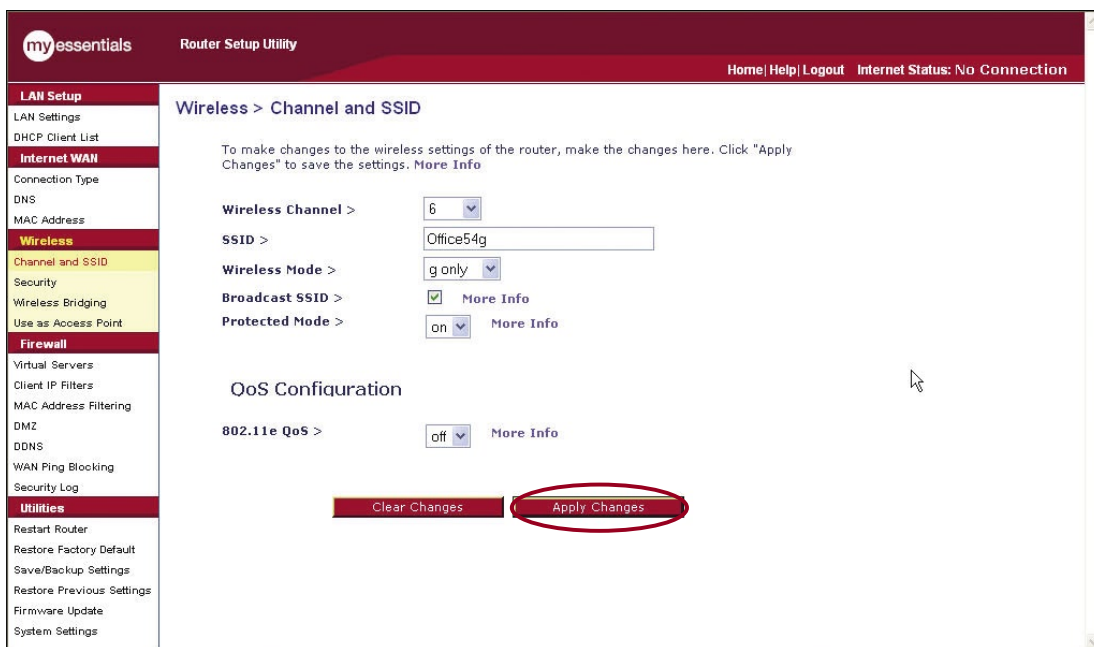 myessentials
Router Setup Utility
Home| Help| Logout Internet Status: No Connection
LAN Setup
LAN Settings
DHCP Client List
Internet WAN
Connection Type
DNS
MAC Address
Wireless
Channel and SSID
Security
Wireless Bridging
Use as Access Point
Firewall
Virtual Servers
Client IP Filters
MAC Address Filtering
DMZ
DDNS
WAN Ping Blocking
Security Log
Utilities
Restart Router
Restore Factory Default
Save/Backup Settings
Restore Previous Settings
Firmware Update
System Settings
Wireless > Channel and SSID
To make changes to the wireless settings of the router, make the changes here. Click "Apply
Changes" to save the settings. More Info
Wireless Channel > 6
SSID > Office54g
Wireless Mode > g only
Broadcast SSID > More Info
Protected Mode > on More Info
QoS Configuration
802.11e QoS > off More Info
Clear Changes Apply Changes